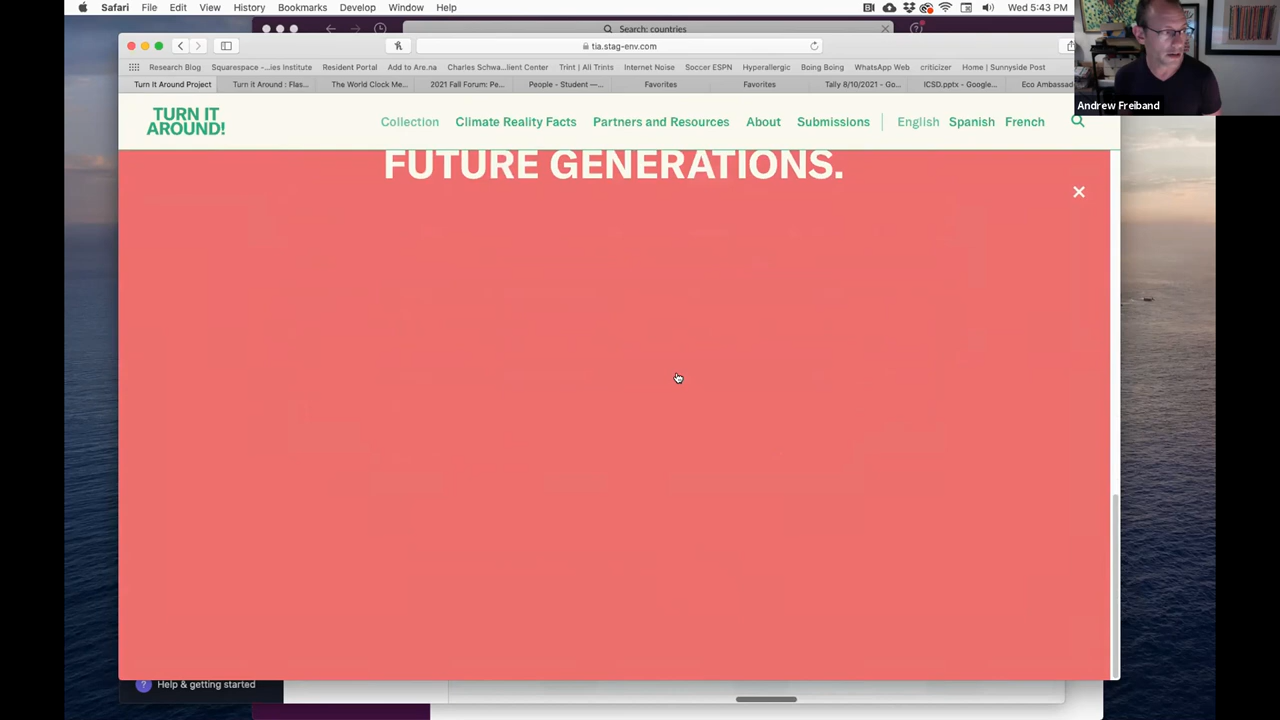 Safari File Edit View History Bookmarks Develop Window Help Wed 5:43 PM
Search: countries
tia.stag-env.com
Research Blog Squarespace -...ies Institute Resident Portal Add to Are.na Charles Schwa...lient Center Trint | All Trints Internet Noise Soccer ESPN Hyperallergic Boing Boing WhatsApp Web criticizer Home | Sunnyside Post
Turn It Around Project Turn it Around : Flas... The World Clock Me... 2021 Fall Forum: Pe... People - Student —... Favorites Favorites Tally 8/10/2021 - Go... ICSD.pptx - Google... Eco Ambassad
Andrew Freiband
TURN IT
AROUND!
Collection Climate Reality Facts Partners and Resources About Submissions English Spanish French
FUTURE GENERATIONS.
Help & getting started